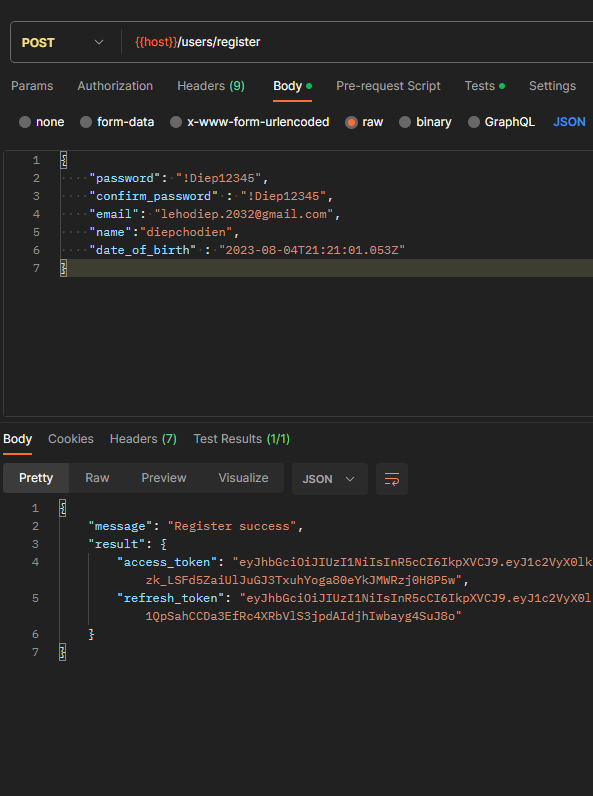 POST {{host}}/users/register
Params Authorization Headers (9) Body Pre-request Script Tests Settings
none form-data x-www-form-urlencoded raw binary GraphQL JSON
1 {
2 "password": "!Diep12345",
3 "confirm_password" : "!Diep12345",
4 "email": "lehodiep.2032@gmail.com",
5 "name":"diepchodien",
6 "date_of_birth" : "2023-08-04T21:21:01.053Z"
7 }
Body Cookies Headers (7) Test Results (1/1)
Pretty Raw Preview Visualize JSON
1 {
2 "message": "Register success",
3 "result": {
4 "access_token": "eyJhbGciOiJIUzI1NiIsInR5cCI6IkpXVCJ9.eyJ1c2VyX0lk
zk_LSFd5ZaiUlJuGJ3TxuhYoga80eYkJMWRzj0H8P5w",
5 "refresh_token": "eyJhbGciOiJIUzI1NiIsInR5cCI6IkpXVCJ9.eyJ1c2VyX0l
1QpSahCCDa3EfRc4XRbVlS3jpdAIdjhIwbayg4SuJ8o"
6 }
7 }